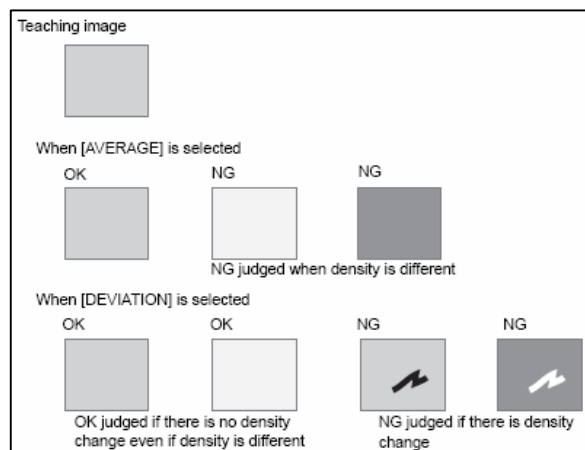 Teaching image
When [AVERAGE] is selected
OK NG NG
NG judged when density is different
When [DEVIATION] is selected
OK OK NG NG
OK judged if there is no density
change even if density is different
NG judged if there is density
change